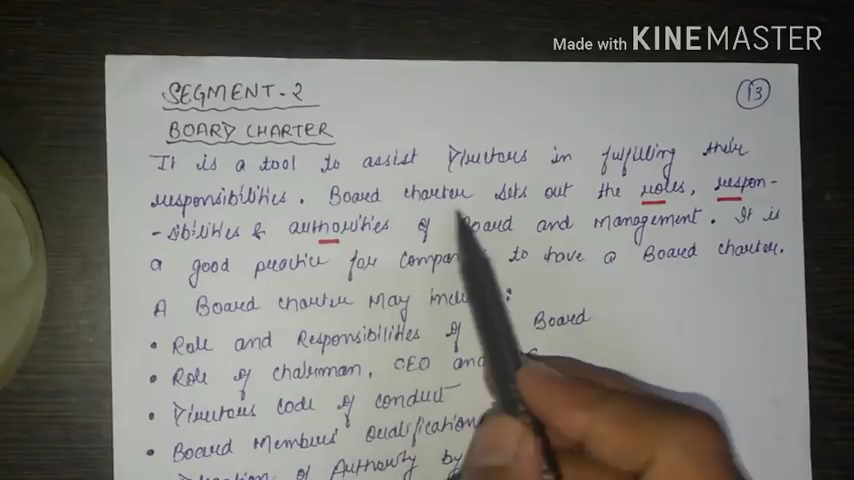 Made with KINEMASTER
SEGMENT-2
13
BOARD CHARTER
It is a tool to assist Directors in fulfilling their
responsibilities. Board charter sets out the roles, respon-
-sibilities & authorities of Board and management. It is
a good practice for to have a Board charter.
A Board charter May
• Role and Responsibilities of Board
• Role of chairman, CEO and
• Directors code of conduct
• Board Members' Qualification
of Authority by